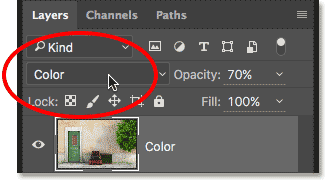 Layers Channels Paths
Kind T
Color Opacity: 70%
Lock: Fill: 100%
Color